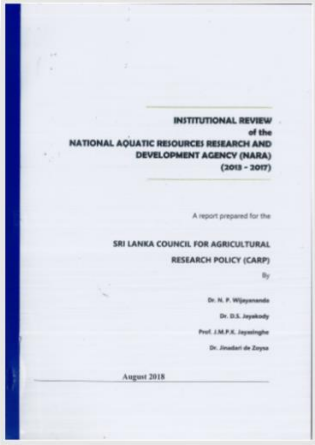 INSTITUTIONAL REVIEW
of the
NATIONAL AQUATIC RESOURCES RESEARCH AND
DEVELOPMENT AGENCY (NARA)
(2013 - 2017)
A report prepared for the
SRI LANKA COUNCIL FOR AGRICULTURAL
RESEARCH POLICY (CARP)
By
Dr. N. P. Wijayananda
Dr. D.S. Jayakody
Prof. J.M.P.K. Jayasinghe
Dr. Jinadari de Zoysa
August 2018